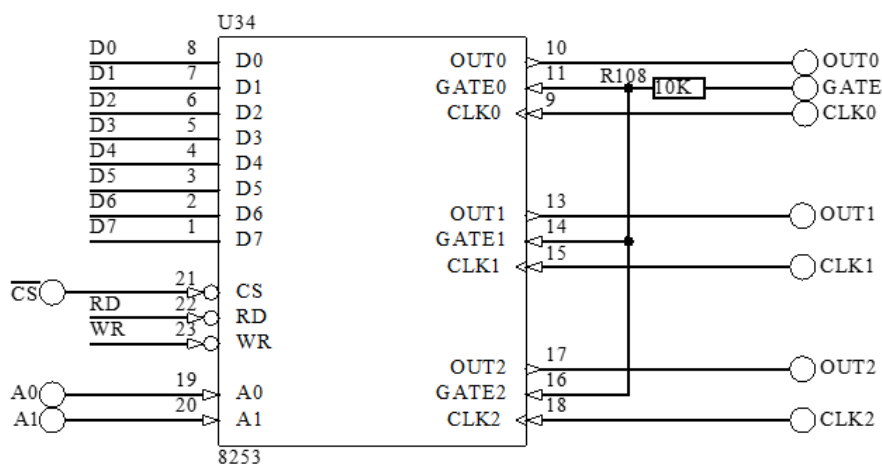 U34
D0 8 D0 OUT0 10 OUT0
D1 7 D1 GATE0 11 R108 10K GATE
D2 6 D2 CLK0 9 CLK0
D3 5 D3
D4 4 D4
D5 3 D5
D6 2 D6 OUT1 13 OUT1
D7 1 D7 GATE1 14
CLK1 15 CLK1
CS 21 CS
RD 22 RD
WR 23 WR
OUT2 17 OUT2
A0 19 A0 GATE2 16
A1 20 A1 CLK2 18 CLK2
8253